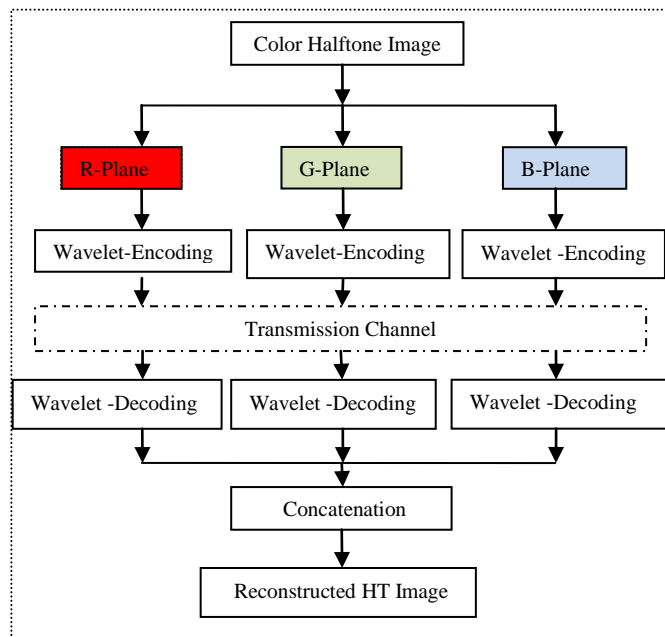 Color Halftone Image
R-Plane
G-Plane
B-Plane
Wavelet-Encoding
Wavelet-Encoding
Wavelet -Encoding
Transmission Channel
Wavelet -Decoding
Wavelet -Decoding
Wavelet -Decoding
Concatenation
Reconstructed HT Image